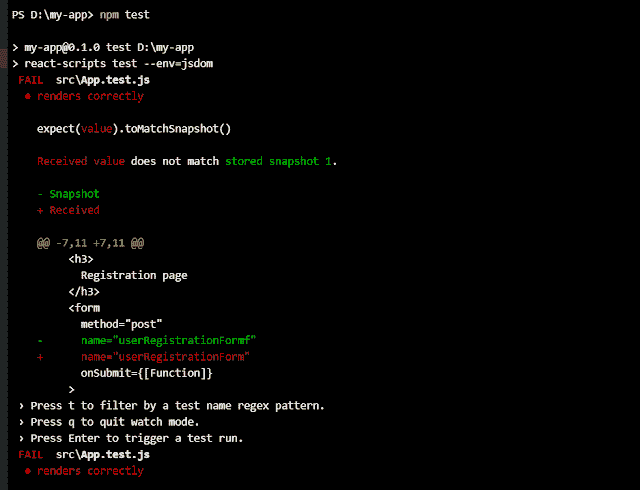 PS D:\my-app> npm test
> my-app@0.1.0 test D:\my-app
> react-scripts test --env=jsdom
FAIL src\App.test.js
● renders correctly
expect(value).toMatchSnapshot()
Received value does not match stored snapshot 1.
- Snapshot
+ Received
@@ -7,11 +7,11 @@
<h3>
Registration page
</h3>
<form
method="post"
- name="userRegistrationFormf"
+ name="userRegistrationForm"
onSubmit={[Function]}
>
› Press t to filter by a test name regex pattern.
› Press q to quit watch mode.
› Press Enter to trigger a test run.
FAIL src\App.test.js
● renders correctly